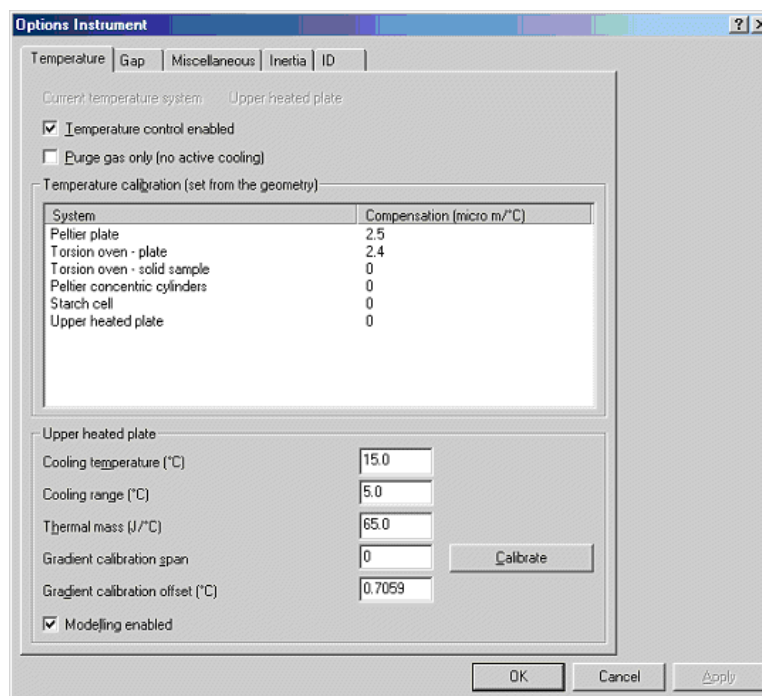 Options Instrument
Temperature Gap Miscellaneous Inertia ID
Current temperature system Upper heated plate
Temperature control enabled
Purge gas only (no active cooling)
Temperature calibration (set from the geometry)
System Compensation (micro m/°C)
Peltier plate 2.5
Torsion oven - plate 2.4
Torsion oven - solid sample 0
Peltier concentric cylinders 0
Starch cell 0
Upper heated plate 0
Upper heated plate
Cooling temperature (°C) 15.0
Cooling range (°C) 5.0
Thermal mass (J/°C) 65.0
Gradient calibration span 0 Calibrate
Gradient calibration offset (°C) 0.7059
Modelling enabled
OK Cancel Apply